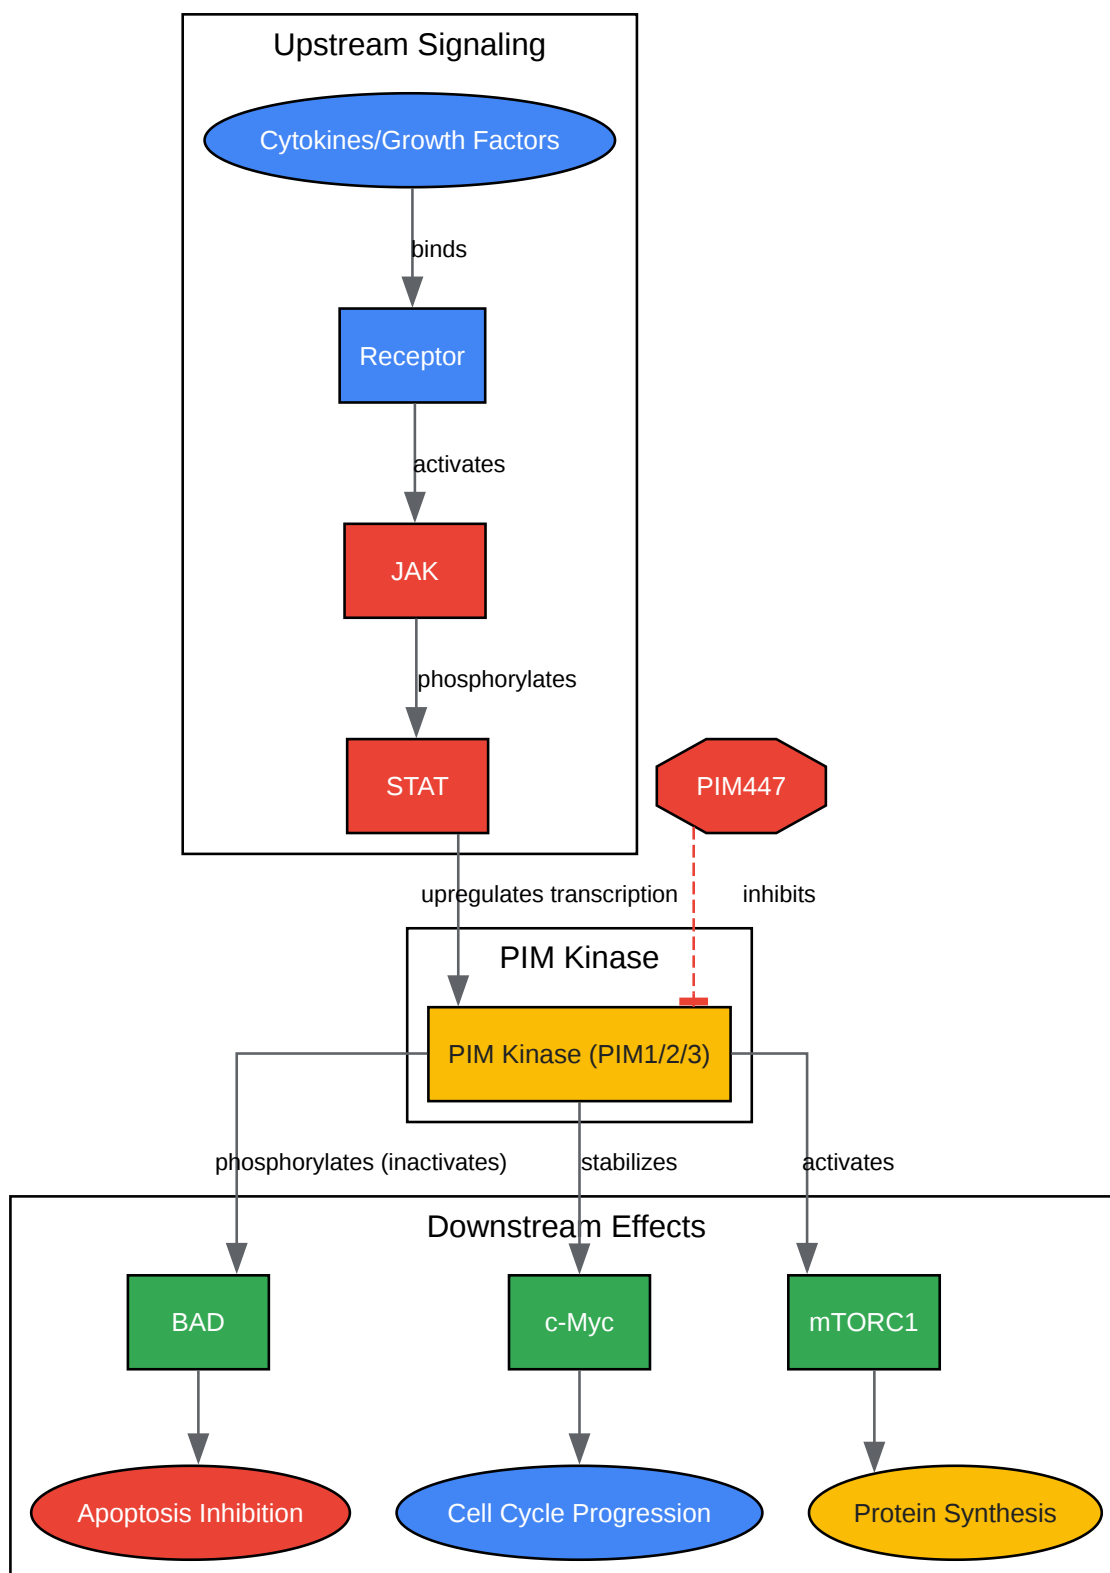 Upstream Signaling
Cytokines/Growth Factors
binds
Receptor
activates
JAK
phosphorylates
STAT
PIM447
upregulates transcription
inhibits
PIM Kinase
PIM Kinase (PIM1/2/3)
phosphorylates (inactivates)
stabilizes
activates
Downstream Effects
BAD
c-Myc
mTORC1
Apoptosis Inhibition
Cell Cycle Progression
Protein Synthesis